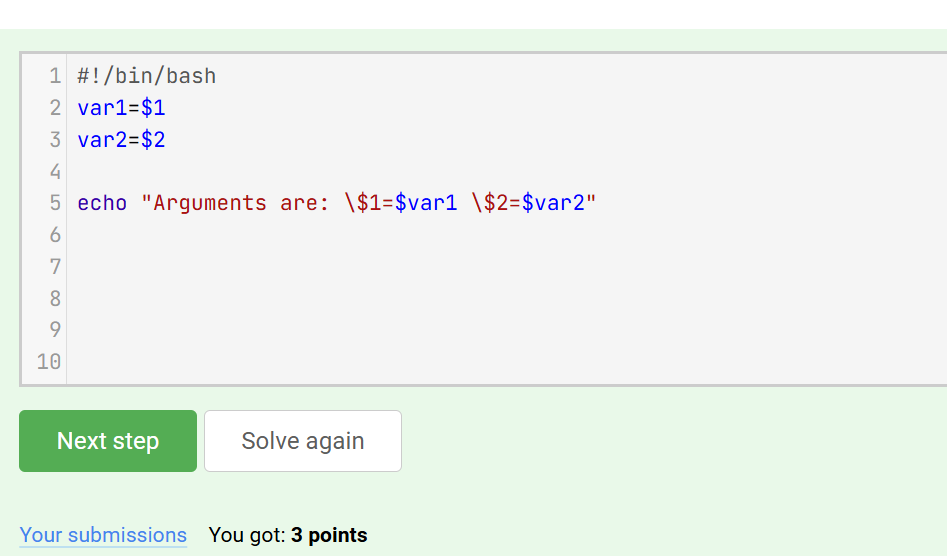 1 #!/bin/bash
2 var1=$1
3 var2=$2
4
5 echo "Arguments are: \$1=$var1 \$2=$var2"
6
7
8
9
10
Next step Solve again
Your submissions You got: 3 points